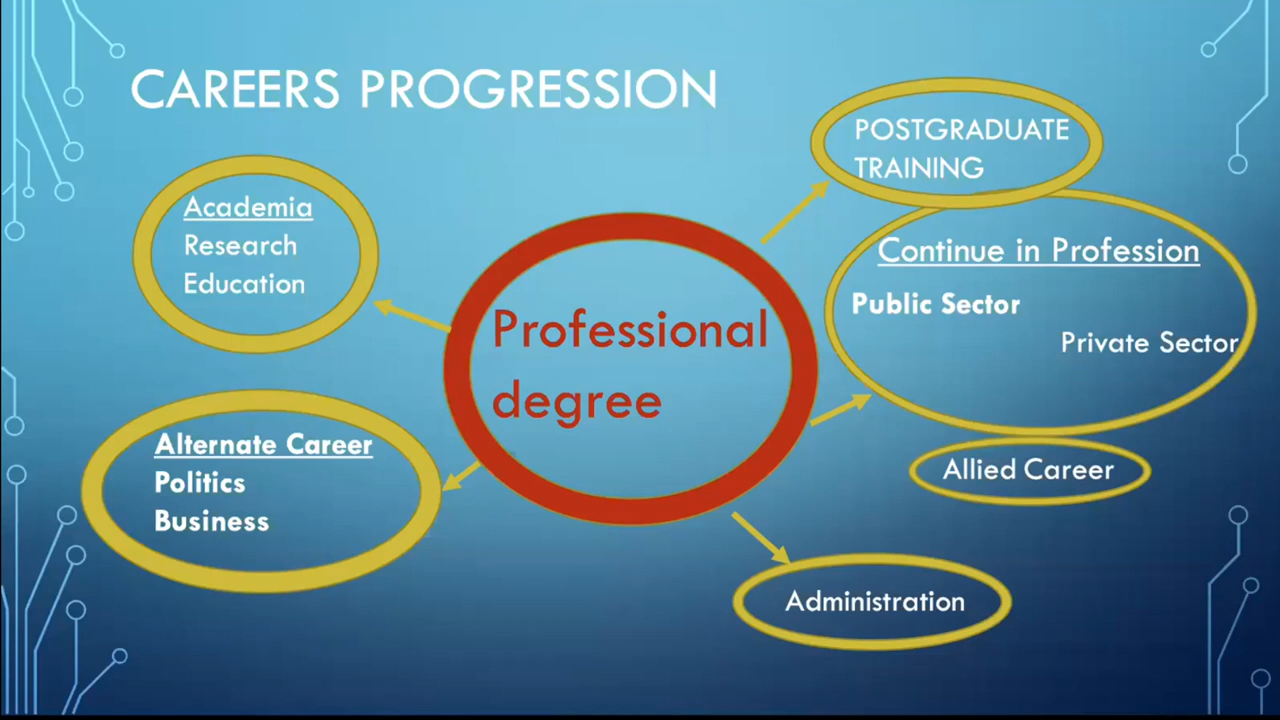 CAREERS PROGRESSION
POSTGRADUATE
TRAINING
Academia
Research
Education
Continue in Profession
Public Sector
Private Sector
Professional
degree
Alternate Career
Politics
Business
Allied Career
Administration